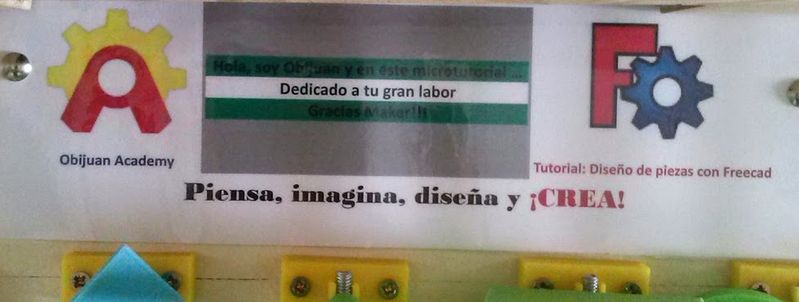 Hola, soy Obijuan y en este microtutorial ...
Dedicado a tu gran labor
Gracias Maker!!!
Obijuan Academy
Tutorial: Diseño de piezas con Freecad
Piensa, imagina, diseña y ¡CREA!